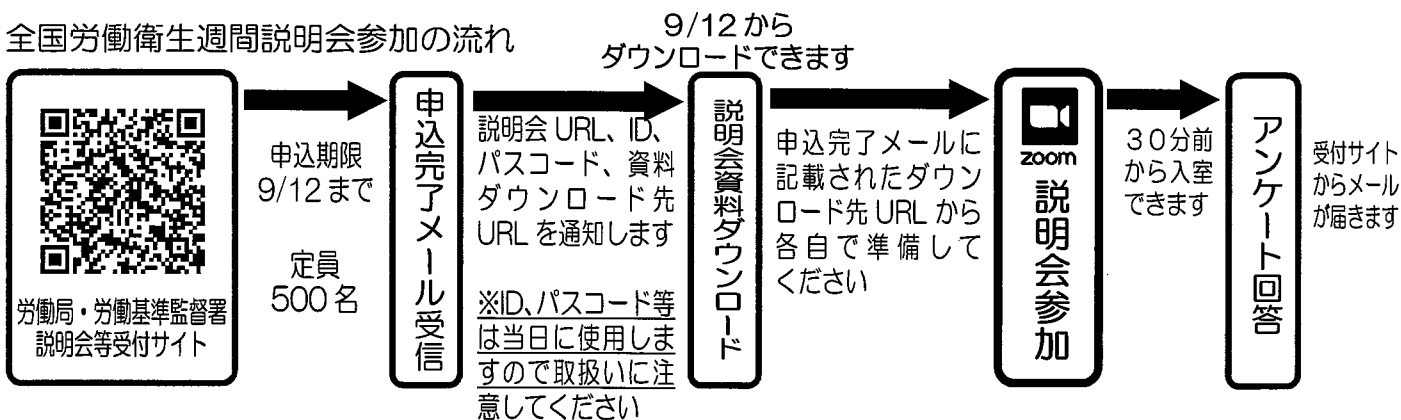 全国労働衛生週間説明会参加の流れ
労働局・労働基準監督署
説明会等受付サイト
申込期限
9/12まで
定員
500名
申込完了メール受信
説明会URL、ID、
パスコード、資料
ダウンロード先
URLを通知します
※ID、パスコード等
は当日に使用しま
すので取扱いに注
意してください
9/12から
ダウンロードできます
説明会資料ダウンロード
申込完了メールに
記載されたダウン
ロード先URLから
各自で準備して
ください
zoom
説明会参加
30分前
から入室
できます
アンケート回答
受付サイト
からメール
が届きます